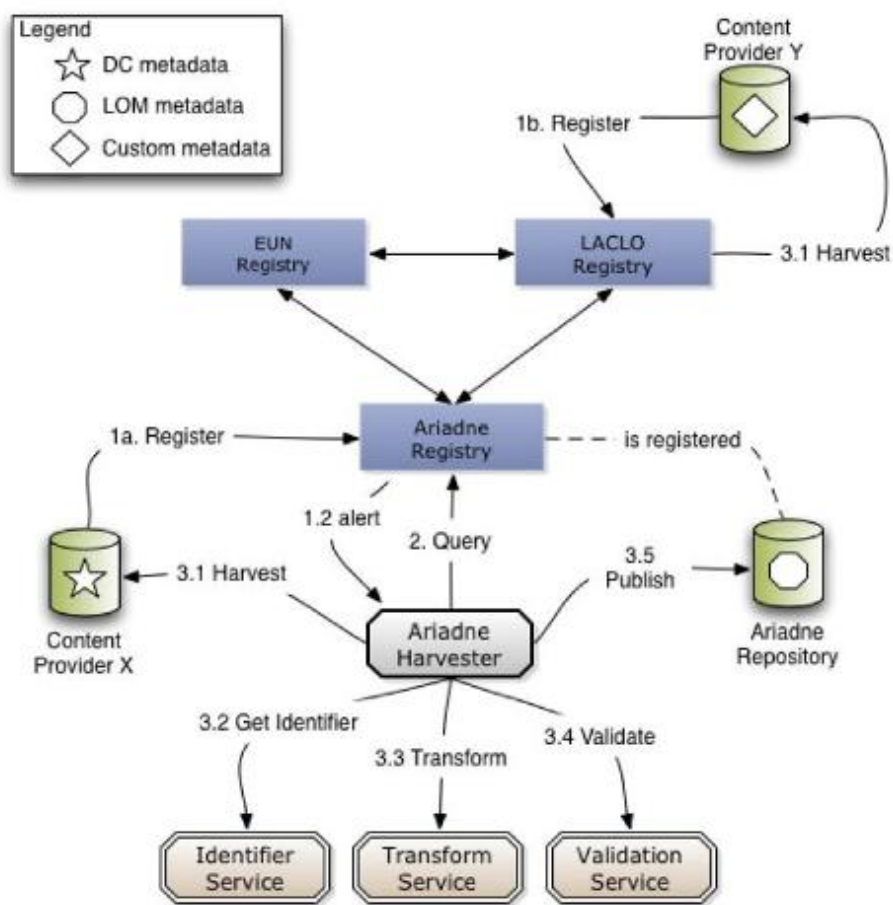 Legend
DC metadata
LOM metadata
Custom metadata
Content
Provider Y
1b. Register
EUN
Registry
LACLO
Registry
3.1 Harvest
1a. Register
Ariadne
Registry
is registered
1.2 alert
2. Query
3.1 Harvest
3.5
Publish
Content
Provider X
Ariadne
Harvester
Ariadne
Repository
3.2 Get Identifier
3.3 Transform
3.4 Validate
Identifier
Service
Transform
Service
Validation
Service